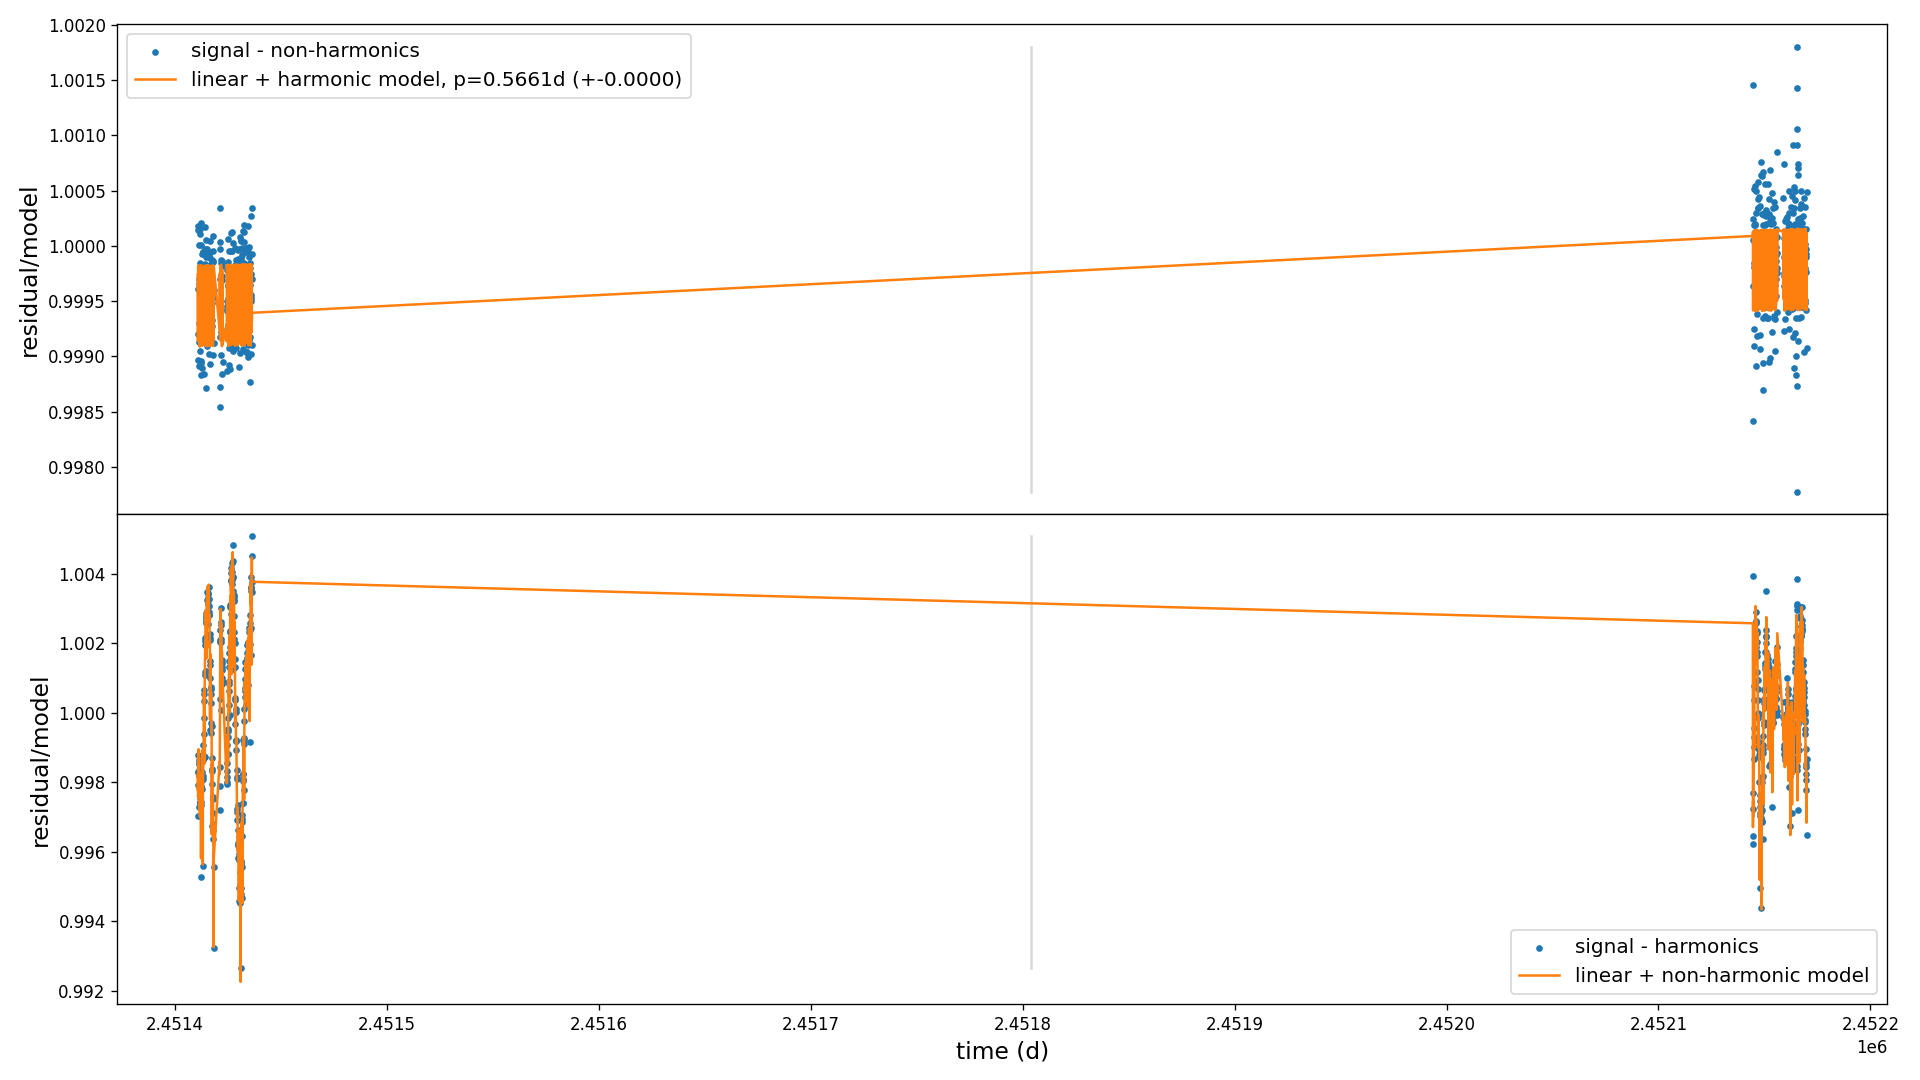 1.0020
1.0015
1.0010
1.0005
1.0000
0.9995
0.9990
0.9985
0.9980
residual/model
signal - non-harmonics
linear + harmonic model, p=0.5661d (+-0.0000)
1.004
1.002
1.000
0.998
0.996
0.994
0.992
residual/model
signal - harmonics
linear + non-harmonic model
2.4514 2.4515 2.4516 2.4517 2.4518 2.4519 2.4520 2.4521 2.4522
1e6
time (d)